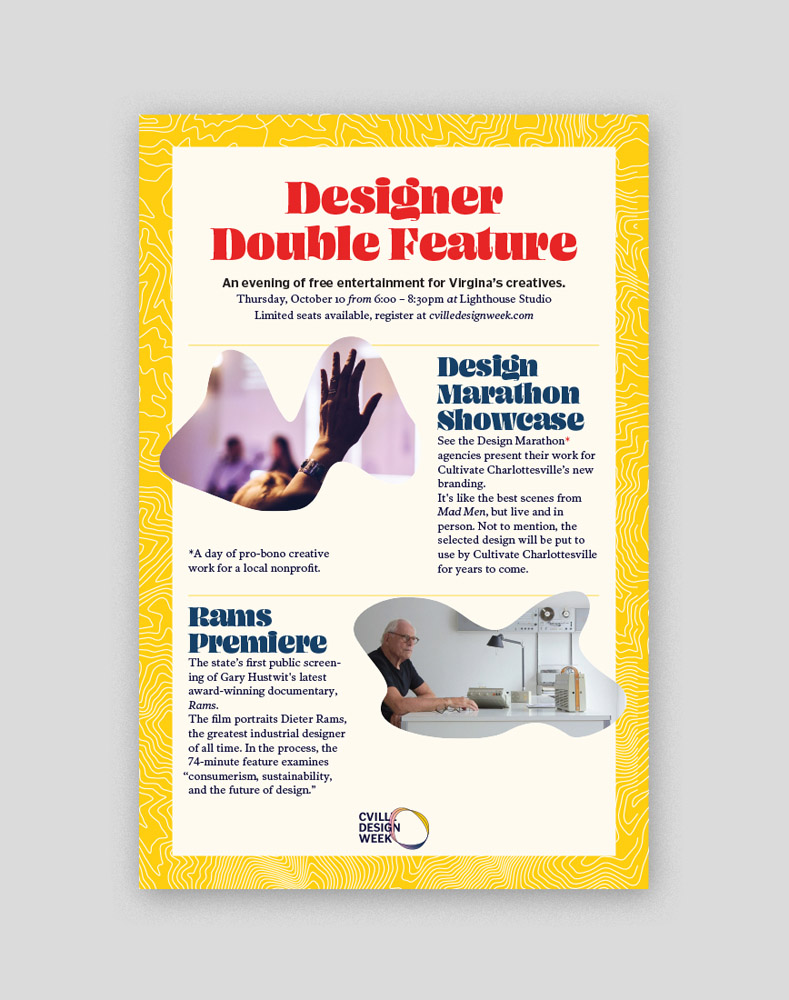 Designer
Double Feature
An evening of free entertainment for Virgina's creatives.
Thursday, October 10 from 6:00 – 8:30pm at Lighthouse Studio
Limited seats available, register at cvilledesignweek.com
Design
Marathon
Showcase
See the Design Marathon*
agencies present their work for
Cultivate Charlottesville's new
branding.
It's like the best scenes from
Mad Men, but live and in
person. Not to mention, the
selected design will be put to
use by Cultivate Charlottesville
for years to come.
*A day of pro-bono creative
work for a local nonprofit.
Rams
Premiere
The state's first public screen-
ing of Gary Hustwit's latest
award-winning documentary,
Rams.
The film portraits Dieter Rams,
the greatest industrial designer
of all time. In the process, the
74-minute feature examines
“consumerism, sustainability,
and the future of design.”
CVILLE
DESIGN
WEEK